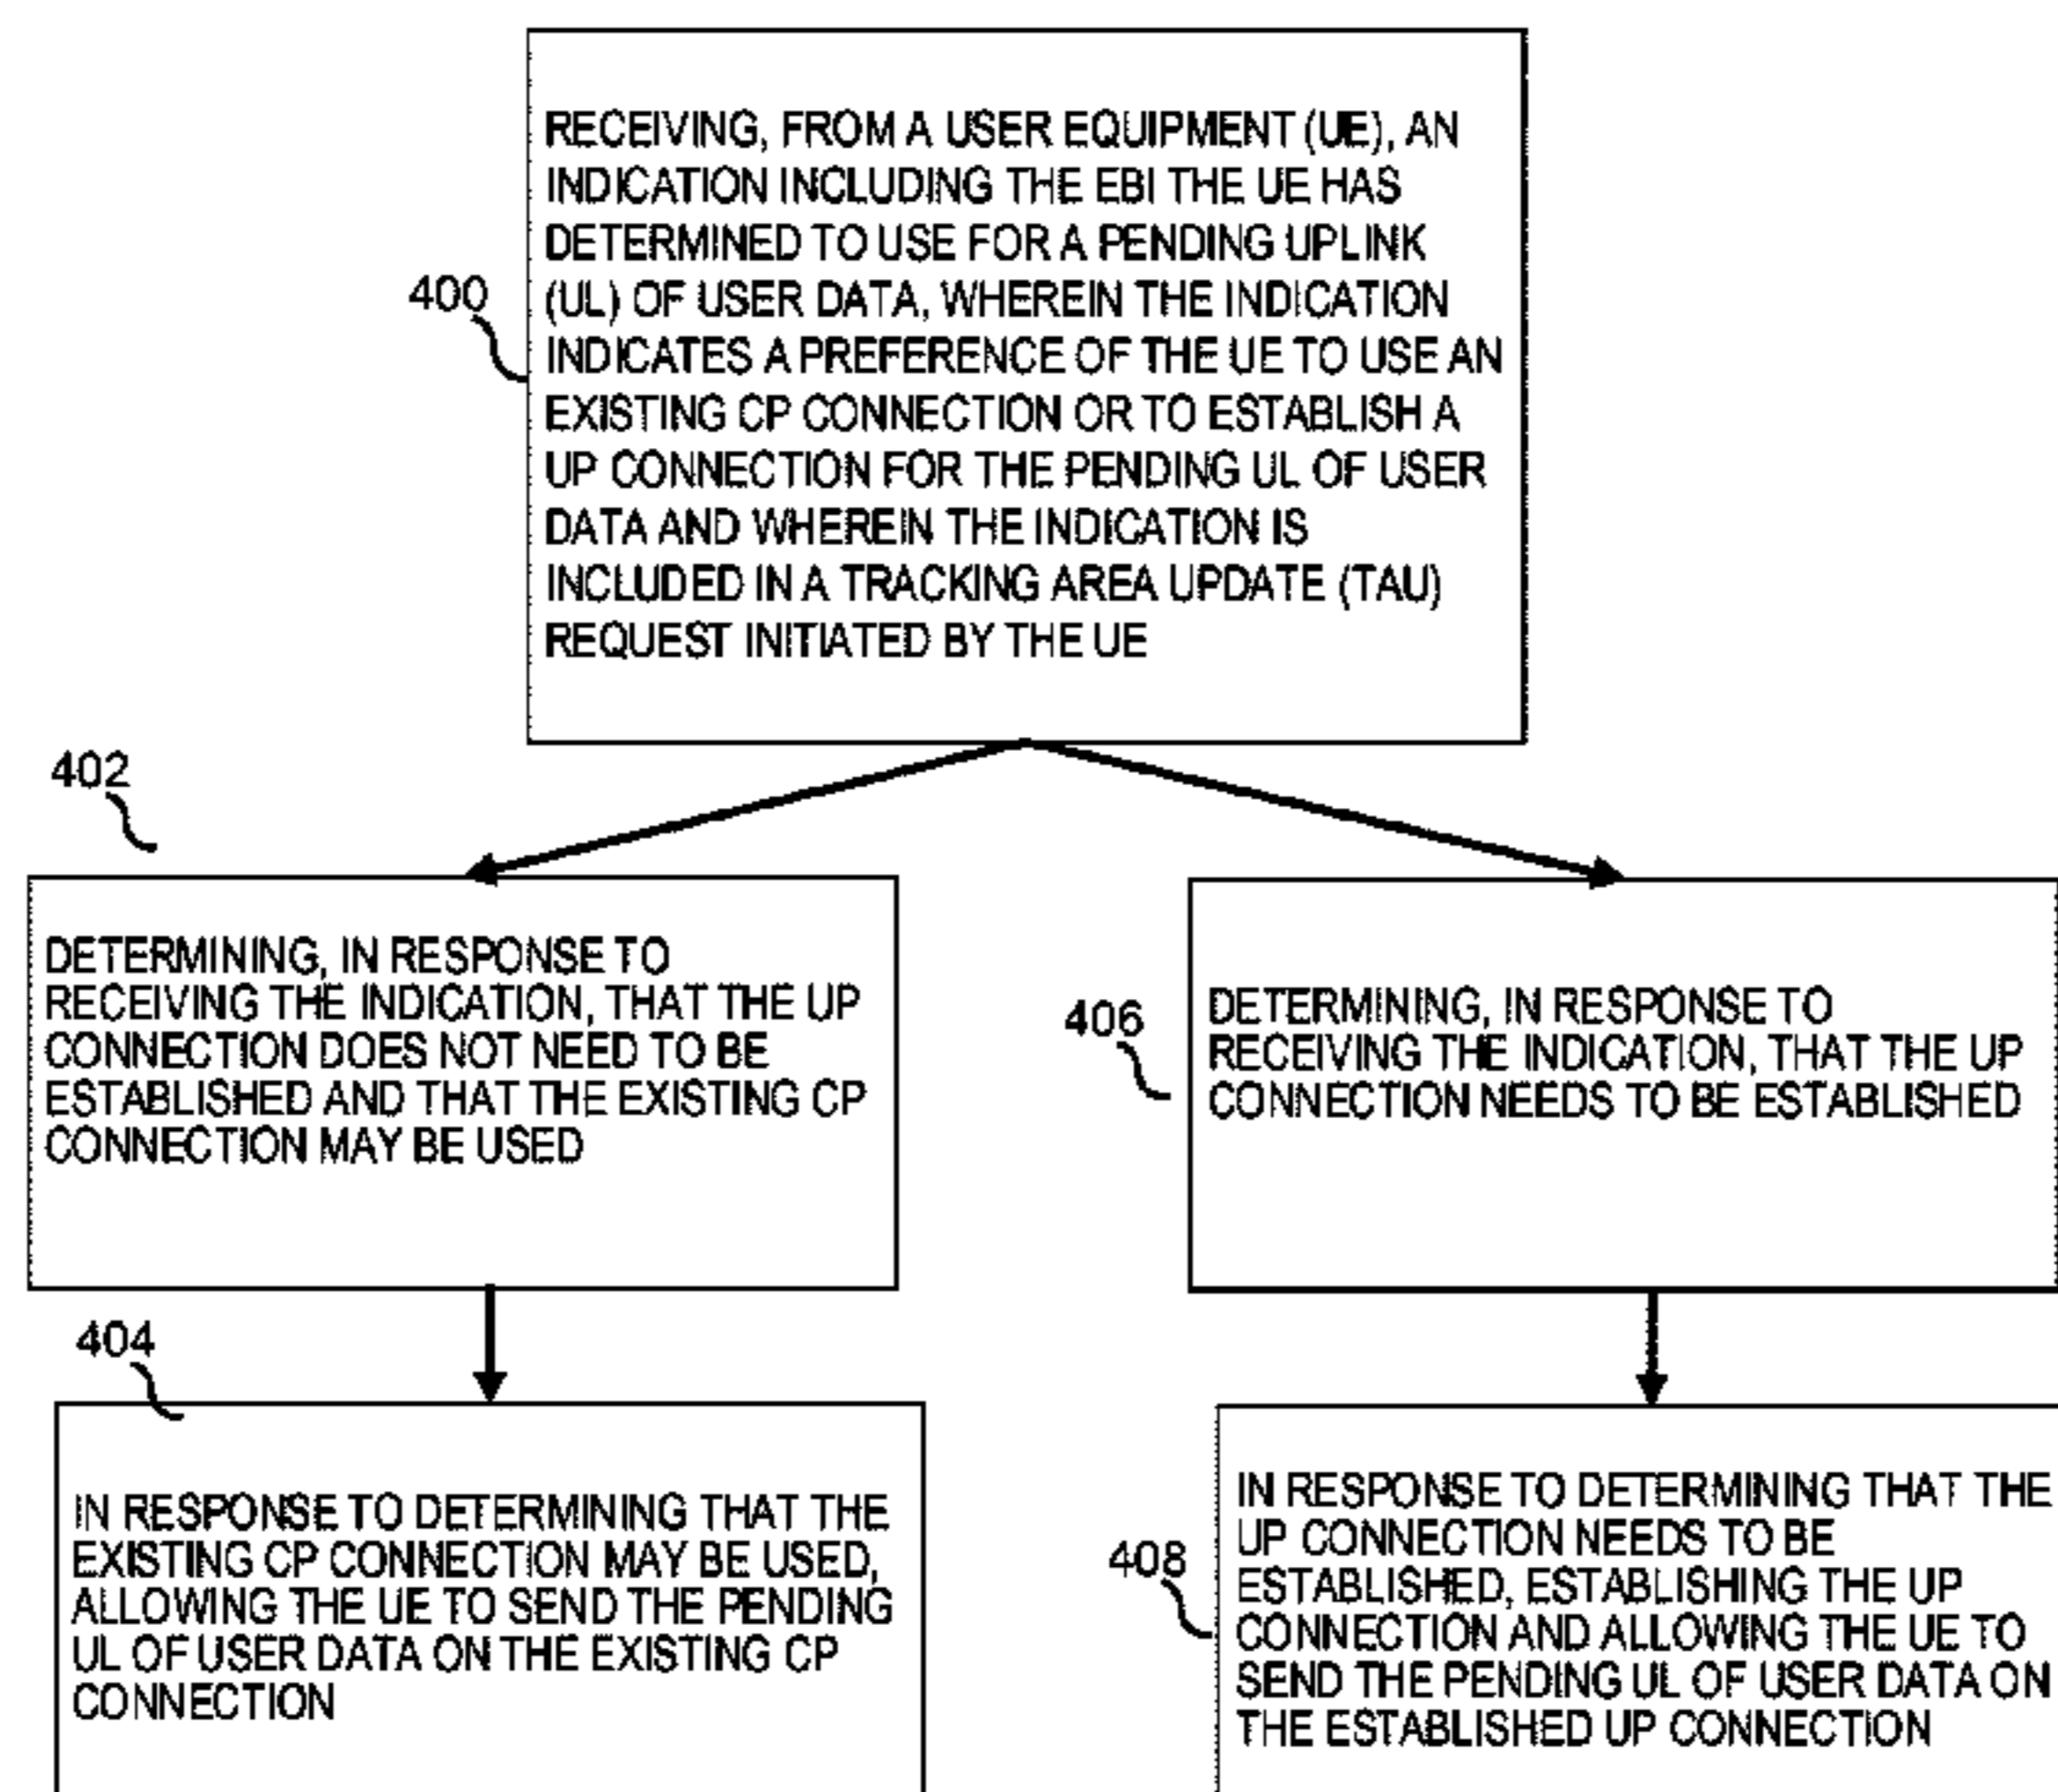 400
RECEIVING, FROM A USER EQUIPMENT (UE), AN
INDICATION INCLUDING THE EBI THE UE HAS
DETERMINED TO USE FOR A PENDING UPLINK
(UL) OF USER DATA, WHEREIN THE INDICATION
INDICATES A PREFERENCE OF THE UE TO USE AN
EXISTING CP CONNECTION OR TO ESTABLISH A
UP CONNECTION FOR THE PENDING UL OF USER
DATA AND WHEREIN THE INDICATION IS
INCLUDED IN A TRACKING AREA UPDATE (TAU)
REQUEST INITIATED BY THE UE
402
DETERMINING, IN RESPONSE TO
RECEIVING THE INDICATION, THAT THE UP
CONNECTION DOES NOT NEED TO BE
ESTABLISHED AND THAT THE EXISTING CP
CONNECTION MAY BE USED
404
IN RESPONSE TO DETERMINING THAT THE
EXISTING CP CONNECTION MAY BE USED,
ALLOWING THE UE TO SEND THE PENDING
UL OF USER DATA ON THE EXISTING CP
CONNECTION
406
DETERMINING, IN RESPONSE TO
RECEIVING THE INDICATION, THAT THE UP
CONNECTION NEEDS TO BE ESTABLISHED
408
IN RESPONSE TO DETERMINING THAT THE
UP CONNECTION NEEDS TO BE
ESTABLISHED, ESTABLISHING THE UP
CONNECTION AND ALLOWING THE UE TO
SEND THE PENDING UL OF USER DATA ON
THE ESTABLISHED UP CONNECTION